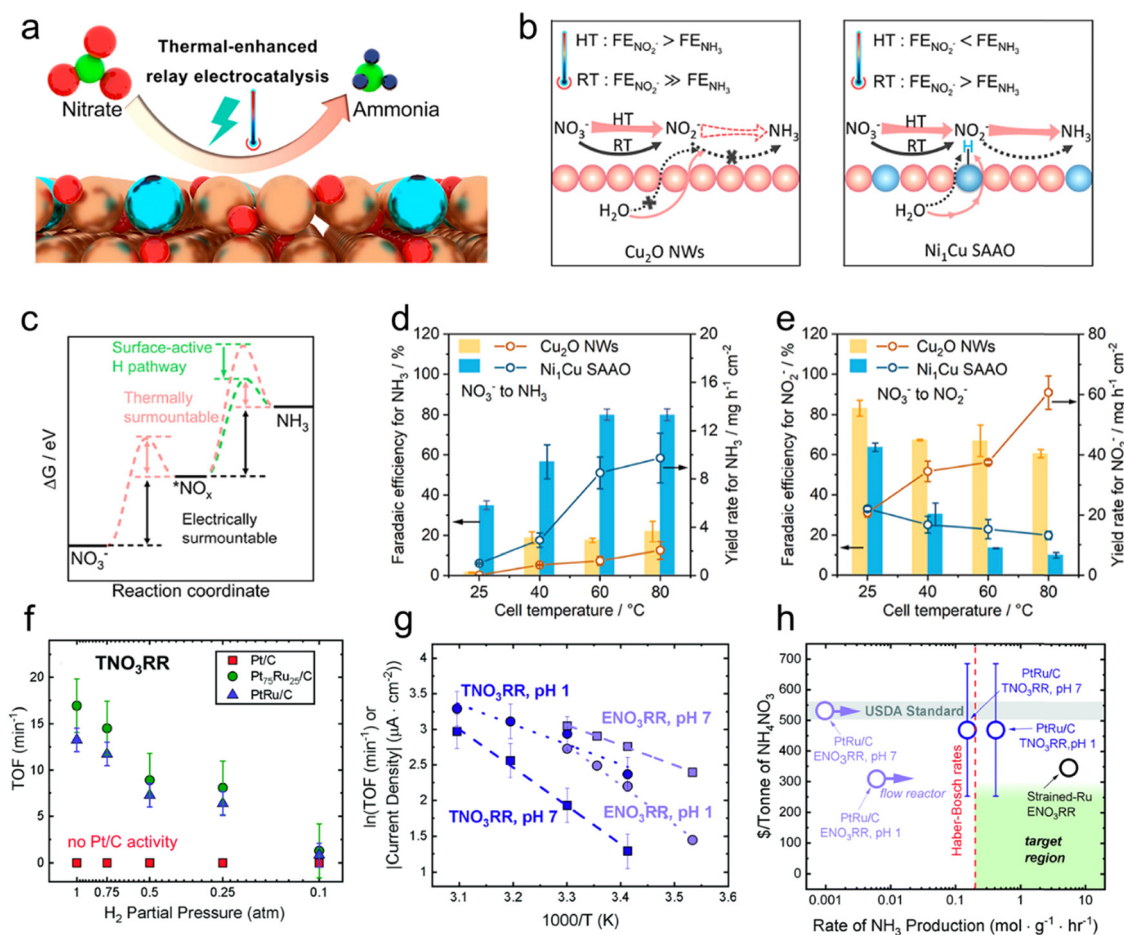 a
Thermal-enhanced
relay electrocatalysis
Nitrate
Ammonia
b
HT : FE_NO₂⁻ > FE_NH₃
RT : FE_NO₂⁻ ≫ FE_NH₃
NO₃⁻ HT NO₂⁻ NH₃
RT
H₂O
Cu₂O NWs
HT : FE_NO₂⁻ < FE_NH₃
RT : FE_NO₂⁻ > FE_NH₃
NO₃⁻ HT NO₂⁻ NH₃
RT H
H₂O
Ni₁Cu SAAO
c
Surface-active
H pathway
Thermally
surmountable
NH₃
*NOₓ
Electrically
surmountable
NO₃⁻
ΔG / eV
Reaction coordinate
d
Cu₂O NWs
Ni₁Cu SAAO
NO₃⁻ to NH₃
Faradaic efficiency for NH₃ / %
120
100
80
60
40
20
0
Yield rate for NH₃ / mg h⁻¹ cm⁻²
20
16
12
8
4
0
25 40 60 80
Cell temperature / °C
e
Cu₂O NWs
Ni₁Cu SAAO
NO₃⁻ to NO₂⁻
Faradaic efficiency for NO₂⁻ / %
120
100
80
60
40
20
0
Yield rate for NO₂⁻ / mg h⁻¹ cm⁻²
80
60
40
20
0
25 40 60 80
Cell temperature / °C
f
TNO₃RR
Pt/C
Pt₇₅Ru₂₅/C
PtRu/C
no Pt/C activity
TOF (min⁻¹)
20
15
10
5
0
1 0.75 0.5 0.25 0.1
H₂ Partial Pressure (atm)
g
TNO₃RR, pH 1
ENO₃RR, pH 7
TNO₃RR, pH 7
ENO₃RR, pH 1
ln(TOF (min⁻¹) or
|Current Density| (μA · cm⁻²))
4
3.5
3
2.5
2
1.5
1
3.1 3.2 3.3 3.4 3.5
1000/T (K)
h
USDA Standard
PtRu/C
ENO₃RR, pH 7
PtRu/C
ENO₃RR, pH 1
flow reactor
Haber-Bosch rates
PtRu/C
TNO₃RR, pH 7
PtRu/C
TNO₃RR,pH 1
Strained-Ru
ENO₃RR
target
region
$/Tonne of NH₄NO₃
700
600
500
400
300
200
100
0
0.001 0.01 0.1 1 10
Rate of NH₃ Production (mol · g⁻¹ · hr⁻¹)